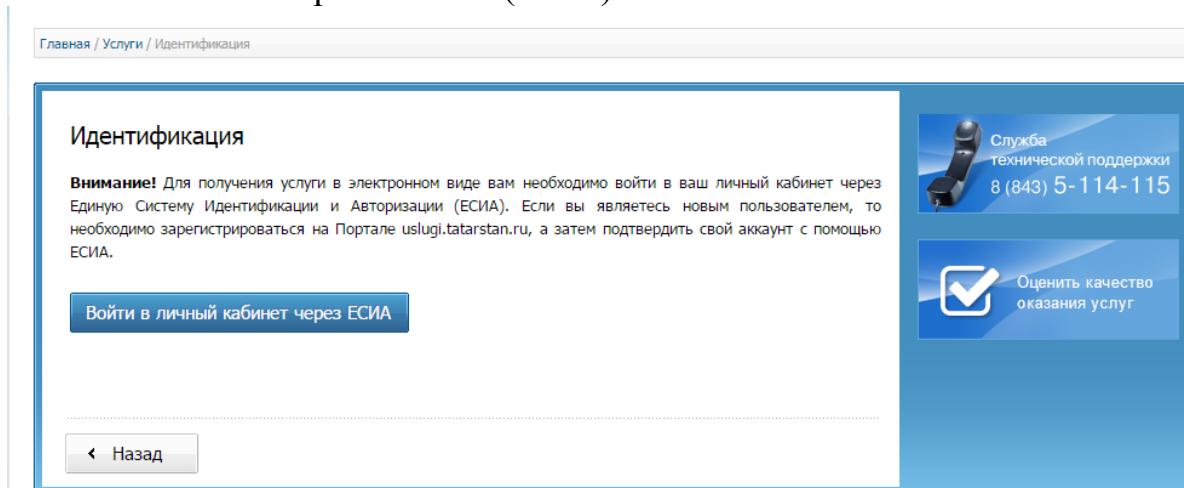 Главная / Услуги / Идентификация
Идентификация
Внимание! Для получения услуги в электронном виде вам необходимо войти в ваш личный кабинет через
Единую Систему Идентификации и Авторизации (ЕСИА). Если вы являетесь новым пользователем, то
необходимо зарегистрироваться на Портале uslugi.tatarstan.ru, а затем подтвердить свой аккаунт с помощью
ЕСИА.
Войти в личный кабинет через ЕСИА
Назад
Служба
технической поддержки
8 (843) 5-114-115
Оценить качество
оказания услуг